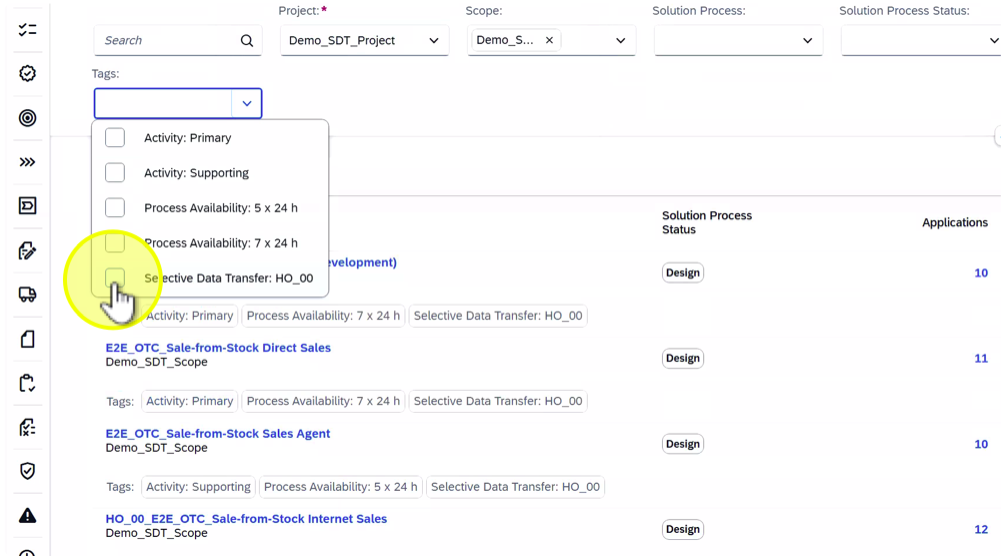 Project:*
Scope:
Solution Process:
Solution Process Status:
Search
Demo_SDT_Project
Demo_S...
Tags:
Activity: Primary
Activity: Supporting
Process Availability: 5 x 24 h
Process Availability: 7 x 24 h
Selective Data Transfer: HO_00
Solution Process
Status
Applications
evelopment)
Design
10
Activity: Primary
Process Availability: 7 x 24 h
Selective Data Transfer: HO_00
E2E_OTC_Sale-from-Stock Direct Sales
Demo_SDT_Scope
Design
11
Tags:
Activity: Primary
Process Availability: 7 x 24 h
Selective Data Transfer: HO_00
E2E_OTC_Sale-from-Stock Sales Agent
Demo_SDT_Scope
Design
10
Tags:
Activity: Supporting
Process Availability: 5 x 24 h
Selective Data Transfer: HO_00
HO_00_E2E_OTC_Sale-from-Stock Internet Sales
Demo_SDT_Scope
Design
12